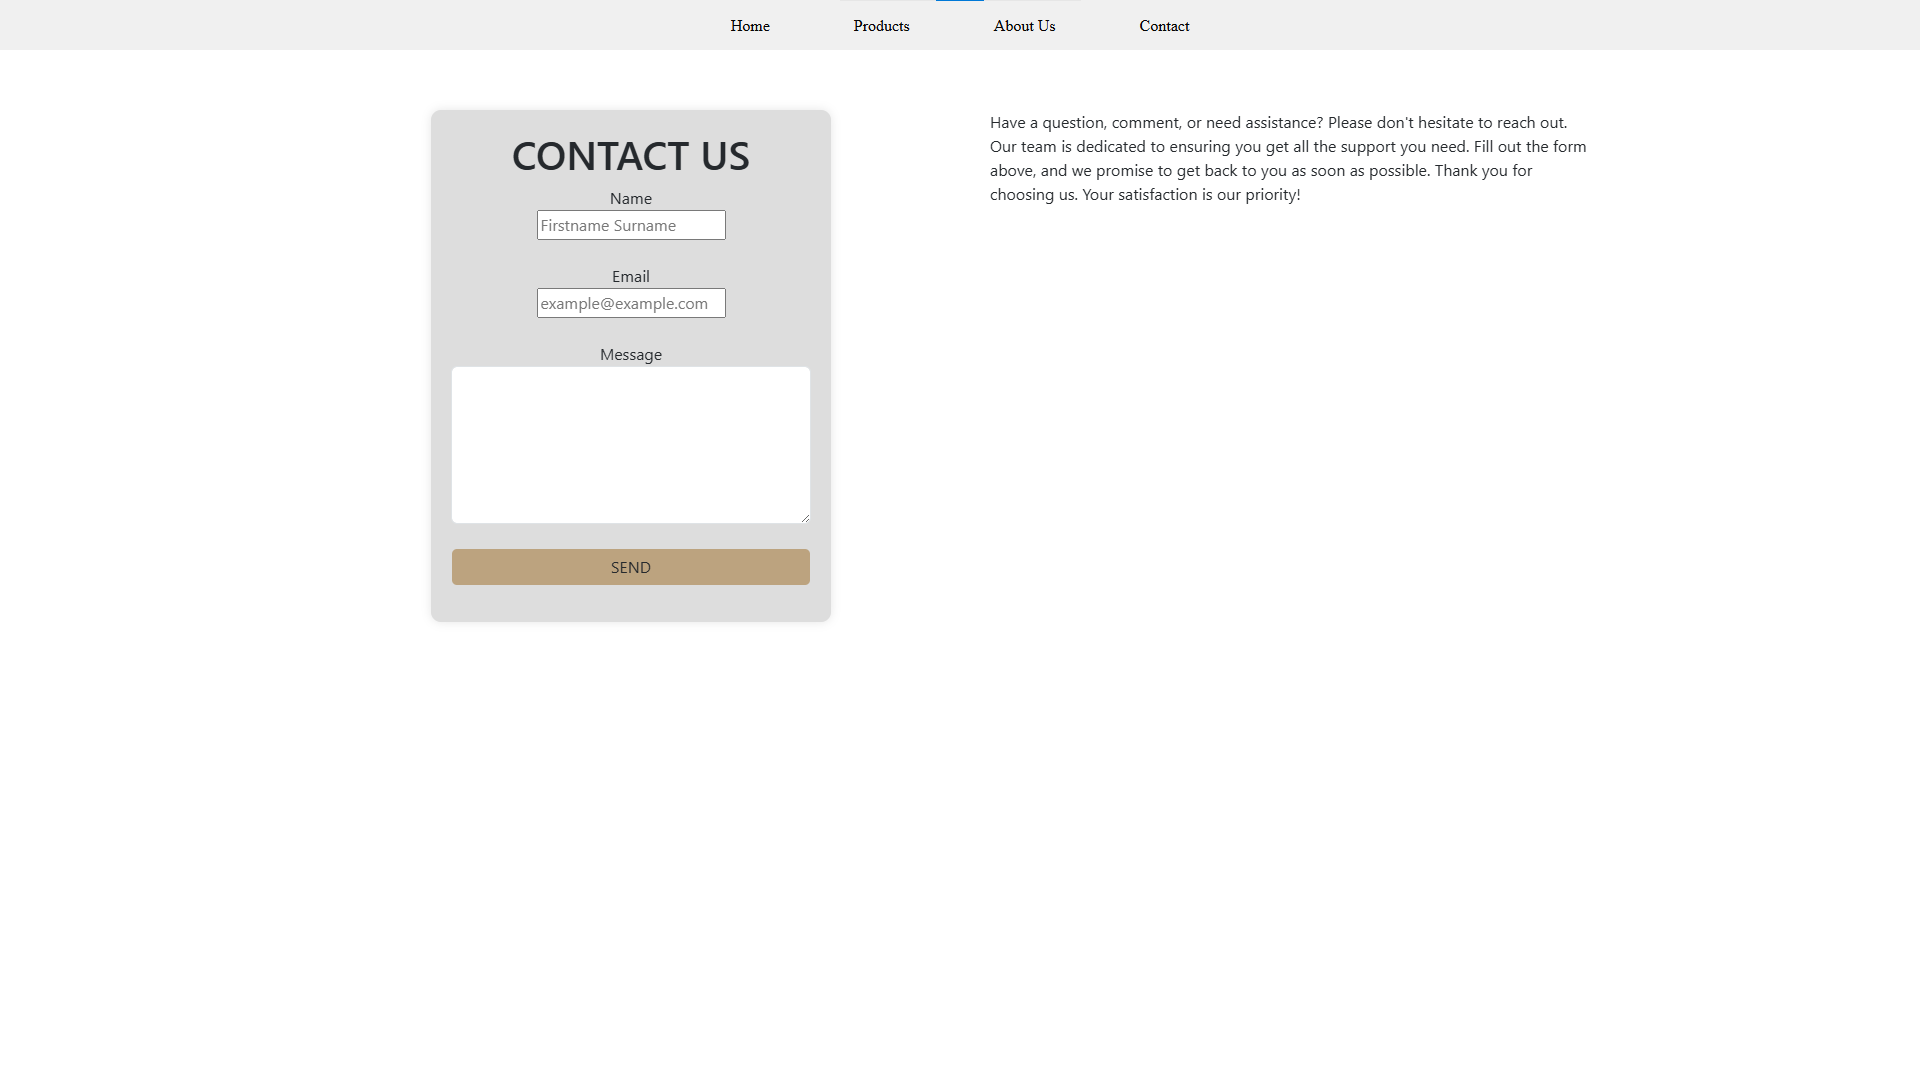 Home Products About Us Contact
CONTACT US
Name
Firstname Surname
Email
example@example.com
Message
SEND
Have a question, comment, or need assistance? Please don't hesitate to reach out.
Our team is dedicated to ensuring you get all the support you need. Fill out the form
above, and we promise to get back to you as soon as possible. Thank you for
choosing us. Your satisfaction is our priority!